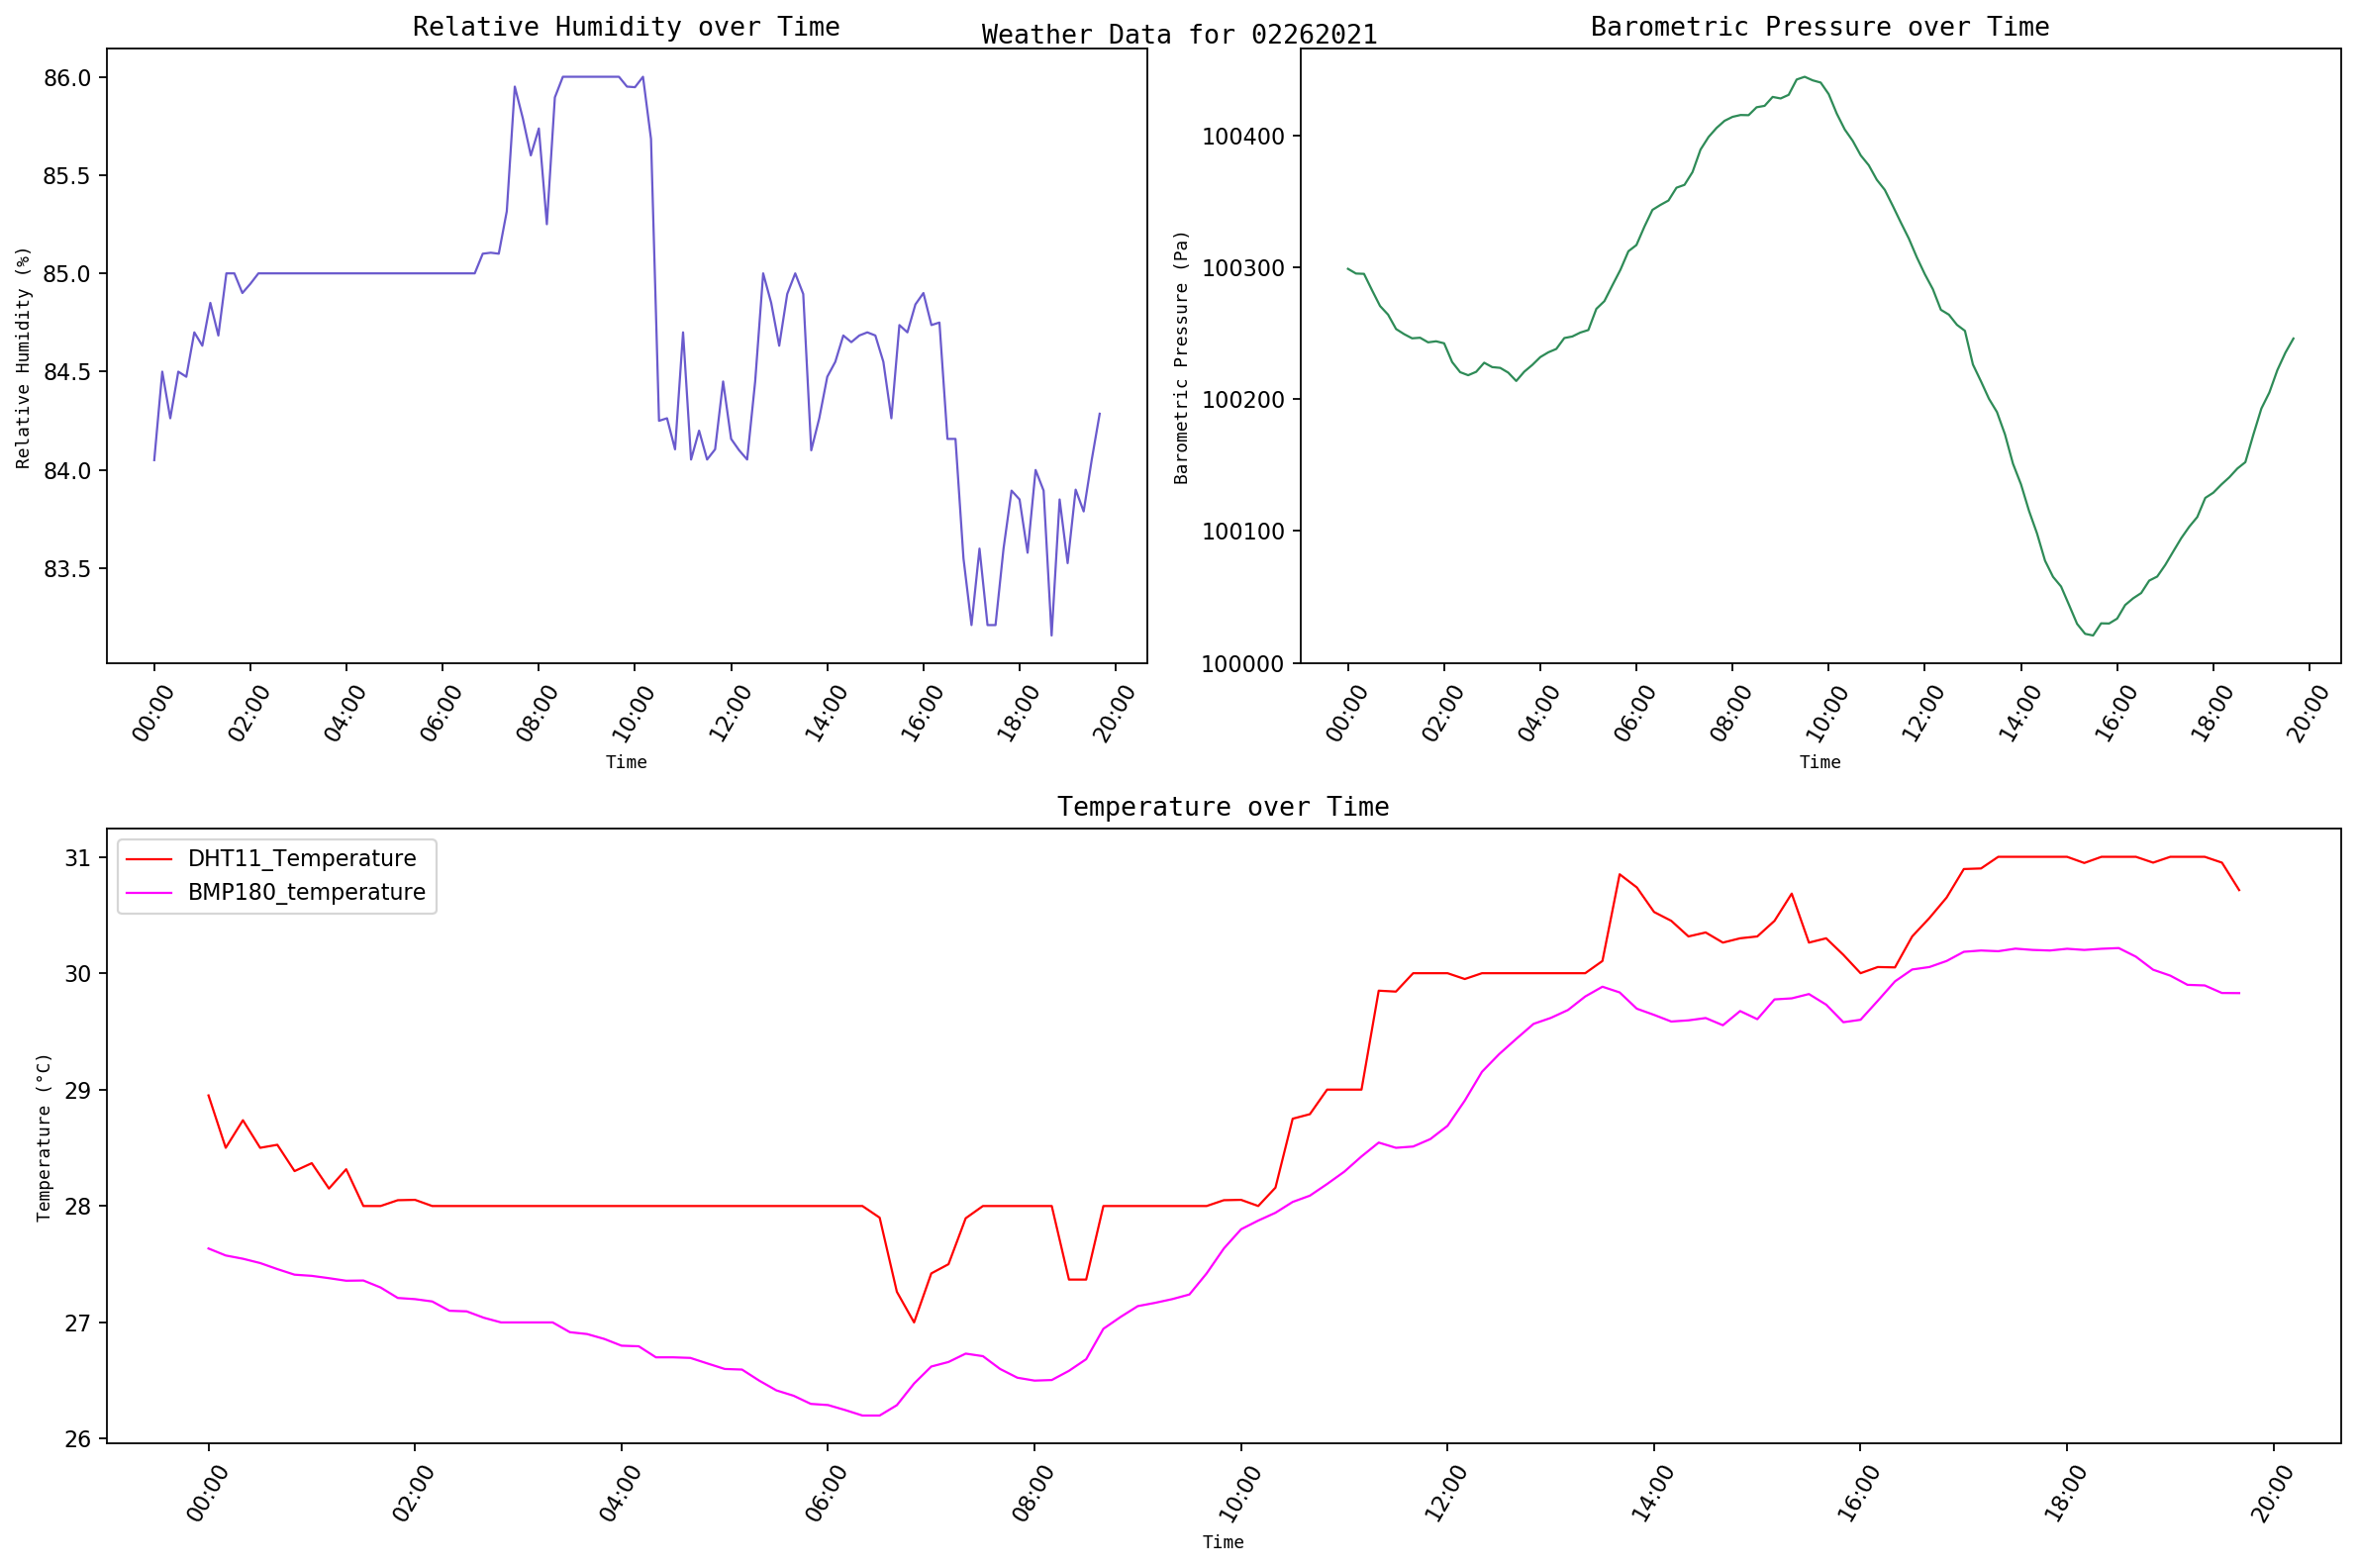 Weather Data for 02262021
Relative Humidity over Time
Relative Humidity (%)
86.0
85.5
85.0
84.5
84.0
83.5
00:00 02:00 04:00 06:00 08:00 10:00 12:00 14:00 16:00 18:00 20:00
Time
Barometric Pressure over Time
Barometric Pressure (Pa)
100400
100300
100200
100100
100000
00:00 02:00 04:00 06:00 08:00 10:00 12:00 14:00 16:00 18:00 20:00
Time
Temperature over Time
DHT11_Temperature
BMP180_temperature
Temperature (°C)
31
30
29
28
27
26
00:00 02:00 04:00 06:00 08:00 10:00 12:00 14:00 16:00 18:00 20:00
Time